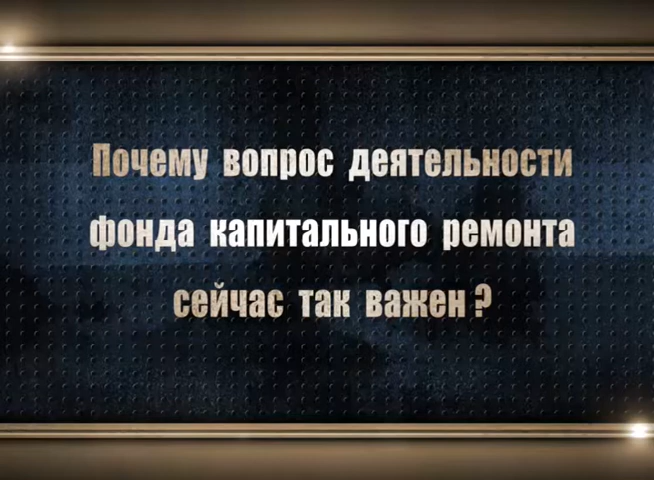 Почему вопрос деятельности
фонда капитального ремонта
сейчас так важен?